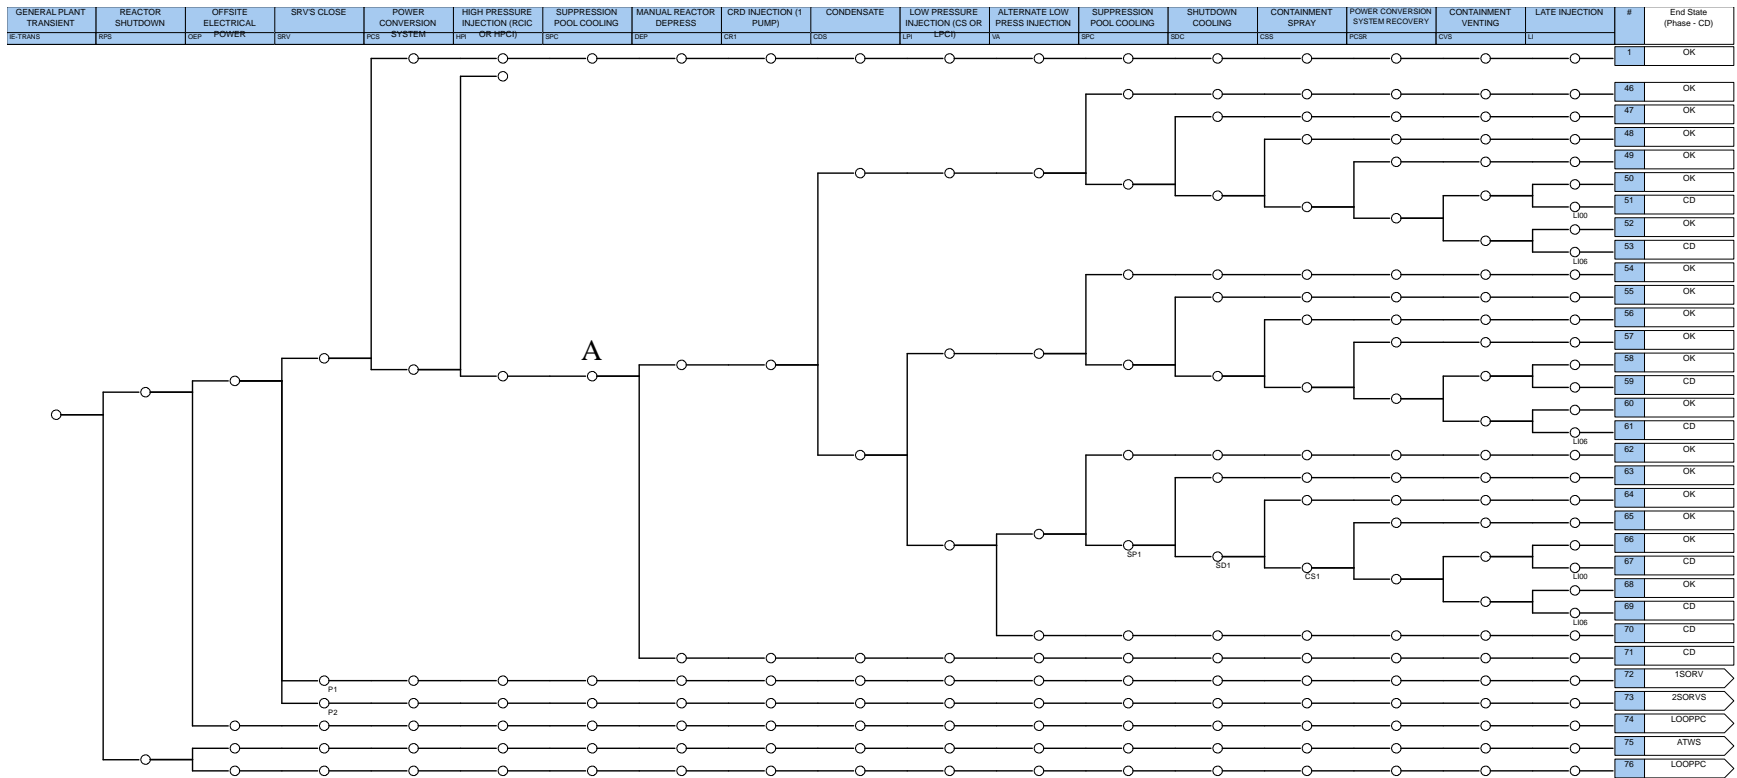 GENERAL PLANT
TRANSIENT
REACTOR
SHUTDOWN
OFFSITE
ELECTRICAL
POWER
SRV'S CLOSE
POWER
CONVERSION
SYSTEM
HIGH PRESSURE
INJECTION (RCIC
OR HPCI)
SUPPRESSION
POOL COOLING
MANUAL REACTOR
DEPRESS
CRD INJECTION (1
PUMP)
CONDENSATE
LOW PRESSURE
INJECTION (CS OR
LPCI)
ALTERNATE LOW
PRESS INJECTION
SUPPRESSION
POOL COOLING
SHUTDOWN
COOLING
CONTAINMENT
SPRAY
POWER CONVERSION
SYSTEM RECOVERY
CONTAINMENT
VENTING
LATE INJECTION
#
End State
(Phase - CD)
IE-TRANS
RPS
OEP
SRV
PCS
HPI
SPC
DEP
CR1
CDS
LPI
VA
SPC
SDC
CSS
PCSR
CVS
LI
1 OK
46 OK
47 OK
48 OK
49 OK
50 OK
51 CD
LI00
52 OK
53 CD
LI06
54 OK
55 OK
56 OK
57 OK
A
58 OK
59 CD
60 OK
61 CD
LI06
62 OK
63 OK
64 OK
65 OK
66 OK
SP1
67 CD
SD1
LI00
CS1
68 OK
69 CD
LI06
70 CD
71 CD
72 1SORV
P1
73 2SORVS
P2
74 LOOPPC
75 ATWS
76 LOOPPC